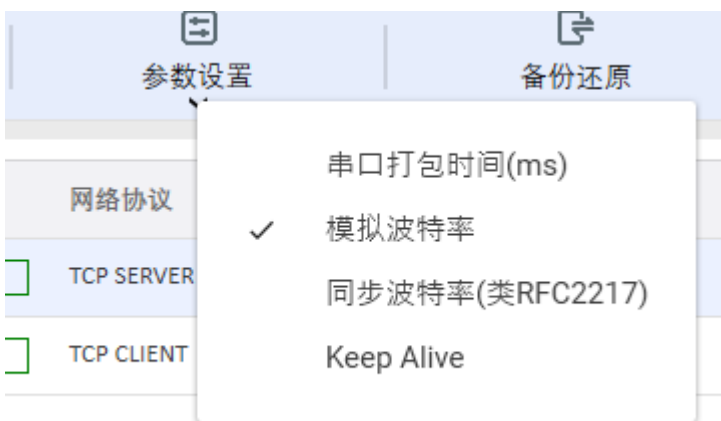 参数设置
备份还原
串口打包时间(ms)
网络协议
模拟波特率
TCP SERVER
同步波特率(类RFC2217)
TCP CLIENT
Keep Alive